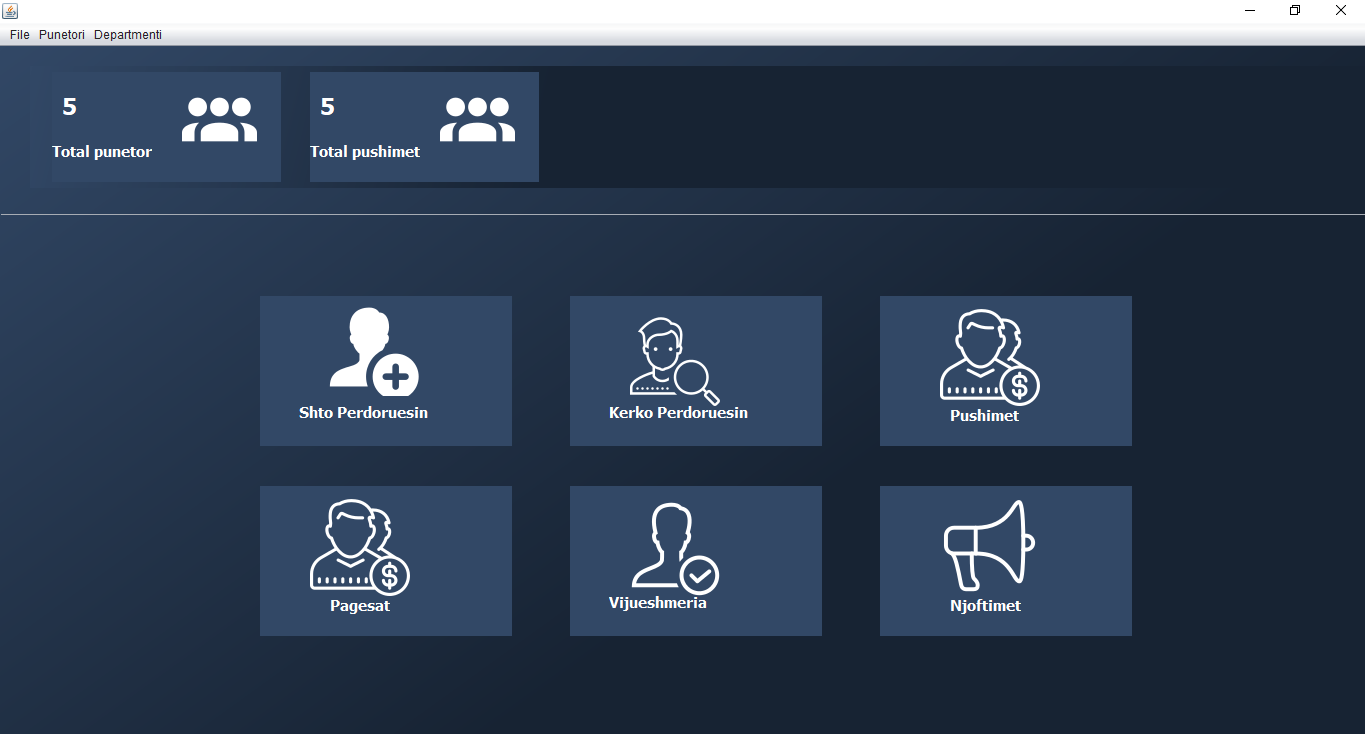 File Punetori Departmenti
5
Total punetor
5
Total pushimet
Shto Perdoruesin
Kerko Perdoruesin
Pushimet
Pagesat
Vijueshmeria
Njoftimet